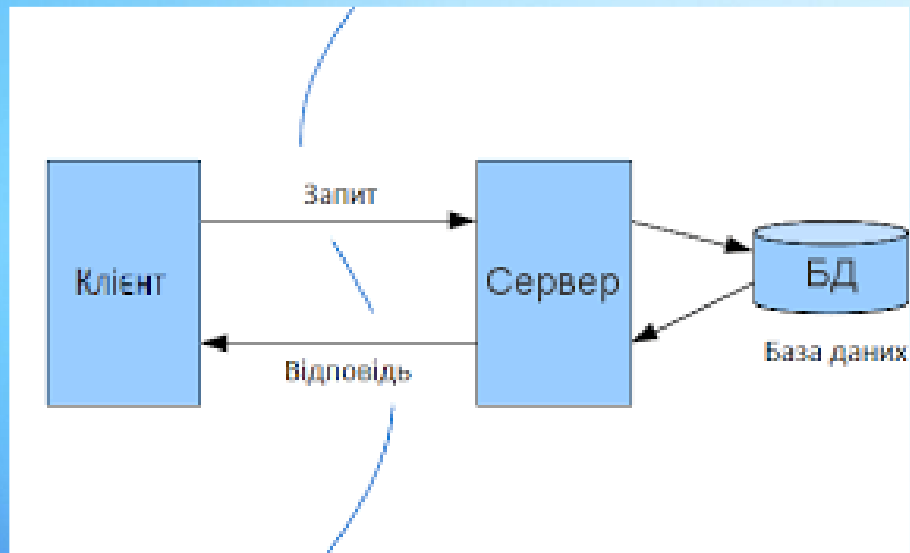 Запит
Клієнт
Сервер
БД
База даних
Відповідь